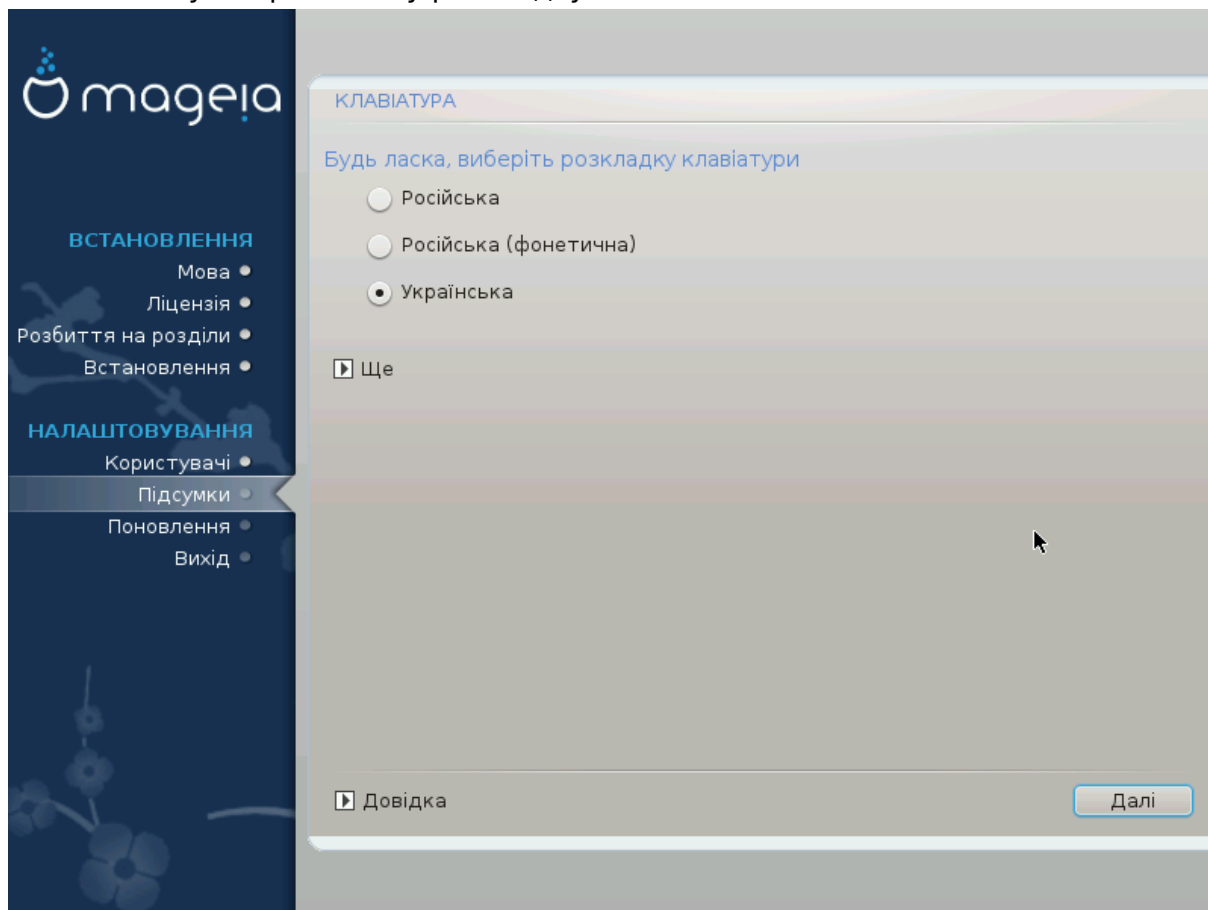 mageia
ВСТАНОВЛЕННЯ
Мова
Ліцензія
Розбиття на розділи
Встановлення
НАЛАШТОВУВАННЯ
Користувачі
Підсумки
Поновлення
Вихід
КЛАВІАТУРА
Будь ласка, виберіть розкладку клавіатури
Російська
Російська (фонетична)
Українська
Ще
Довідка
Далі